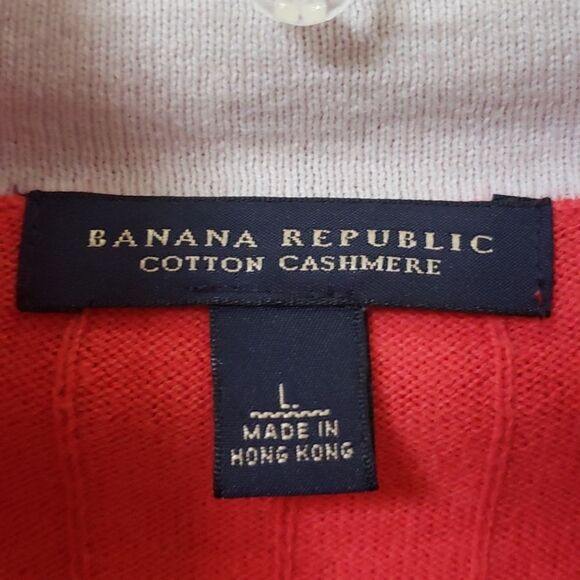 BANANA REPUBLIC
COTTON CASHMERE
L.
MADE IN
HONG KONG